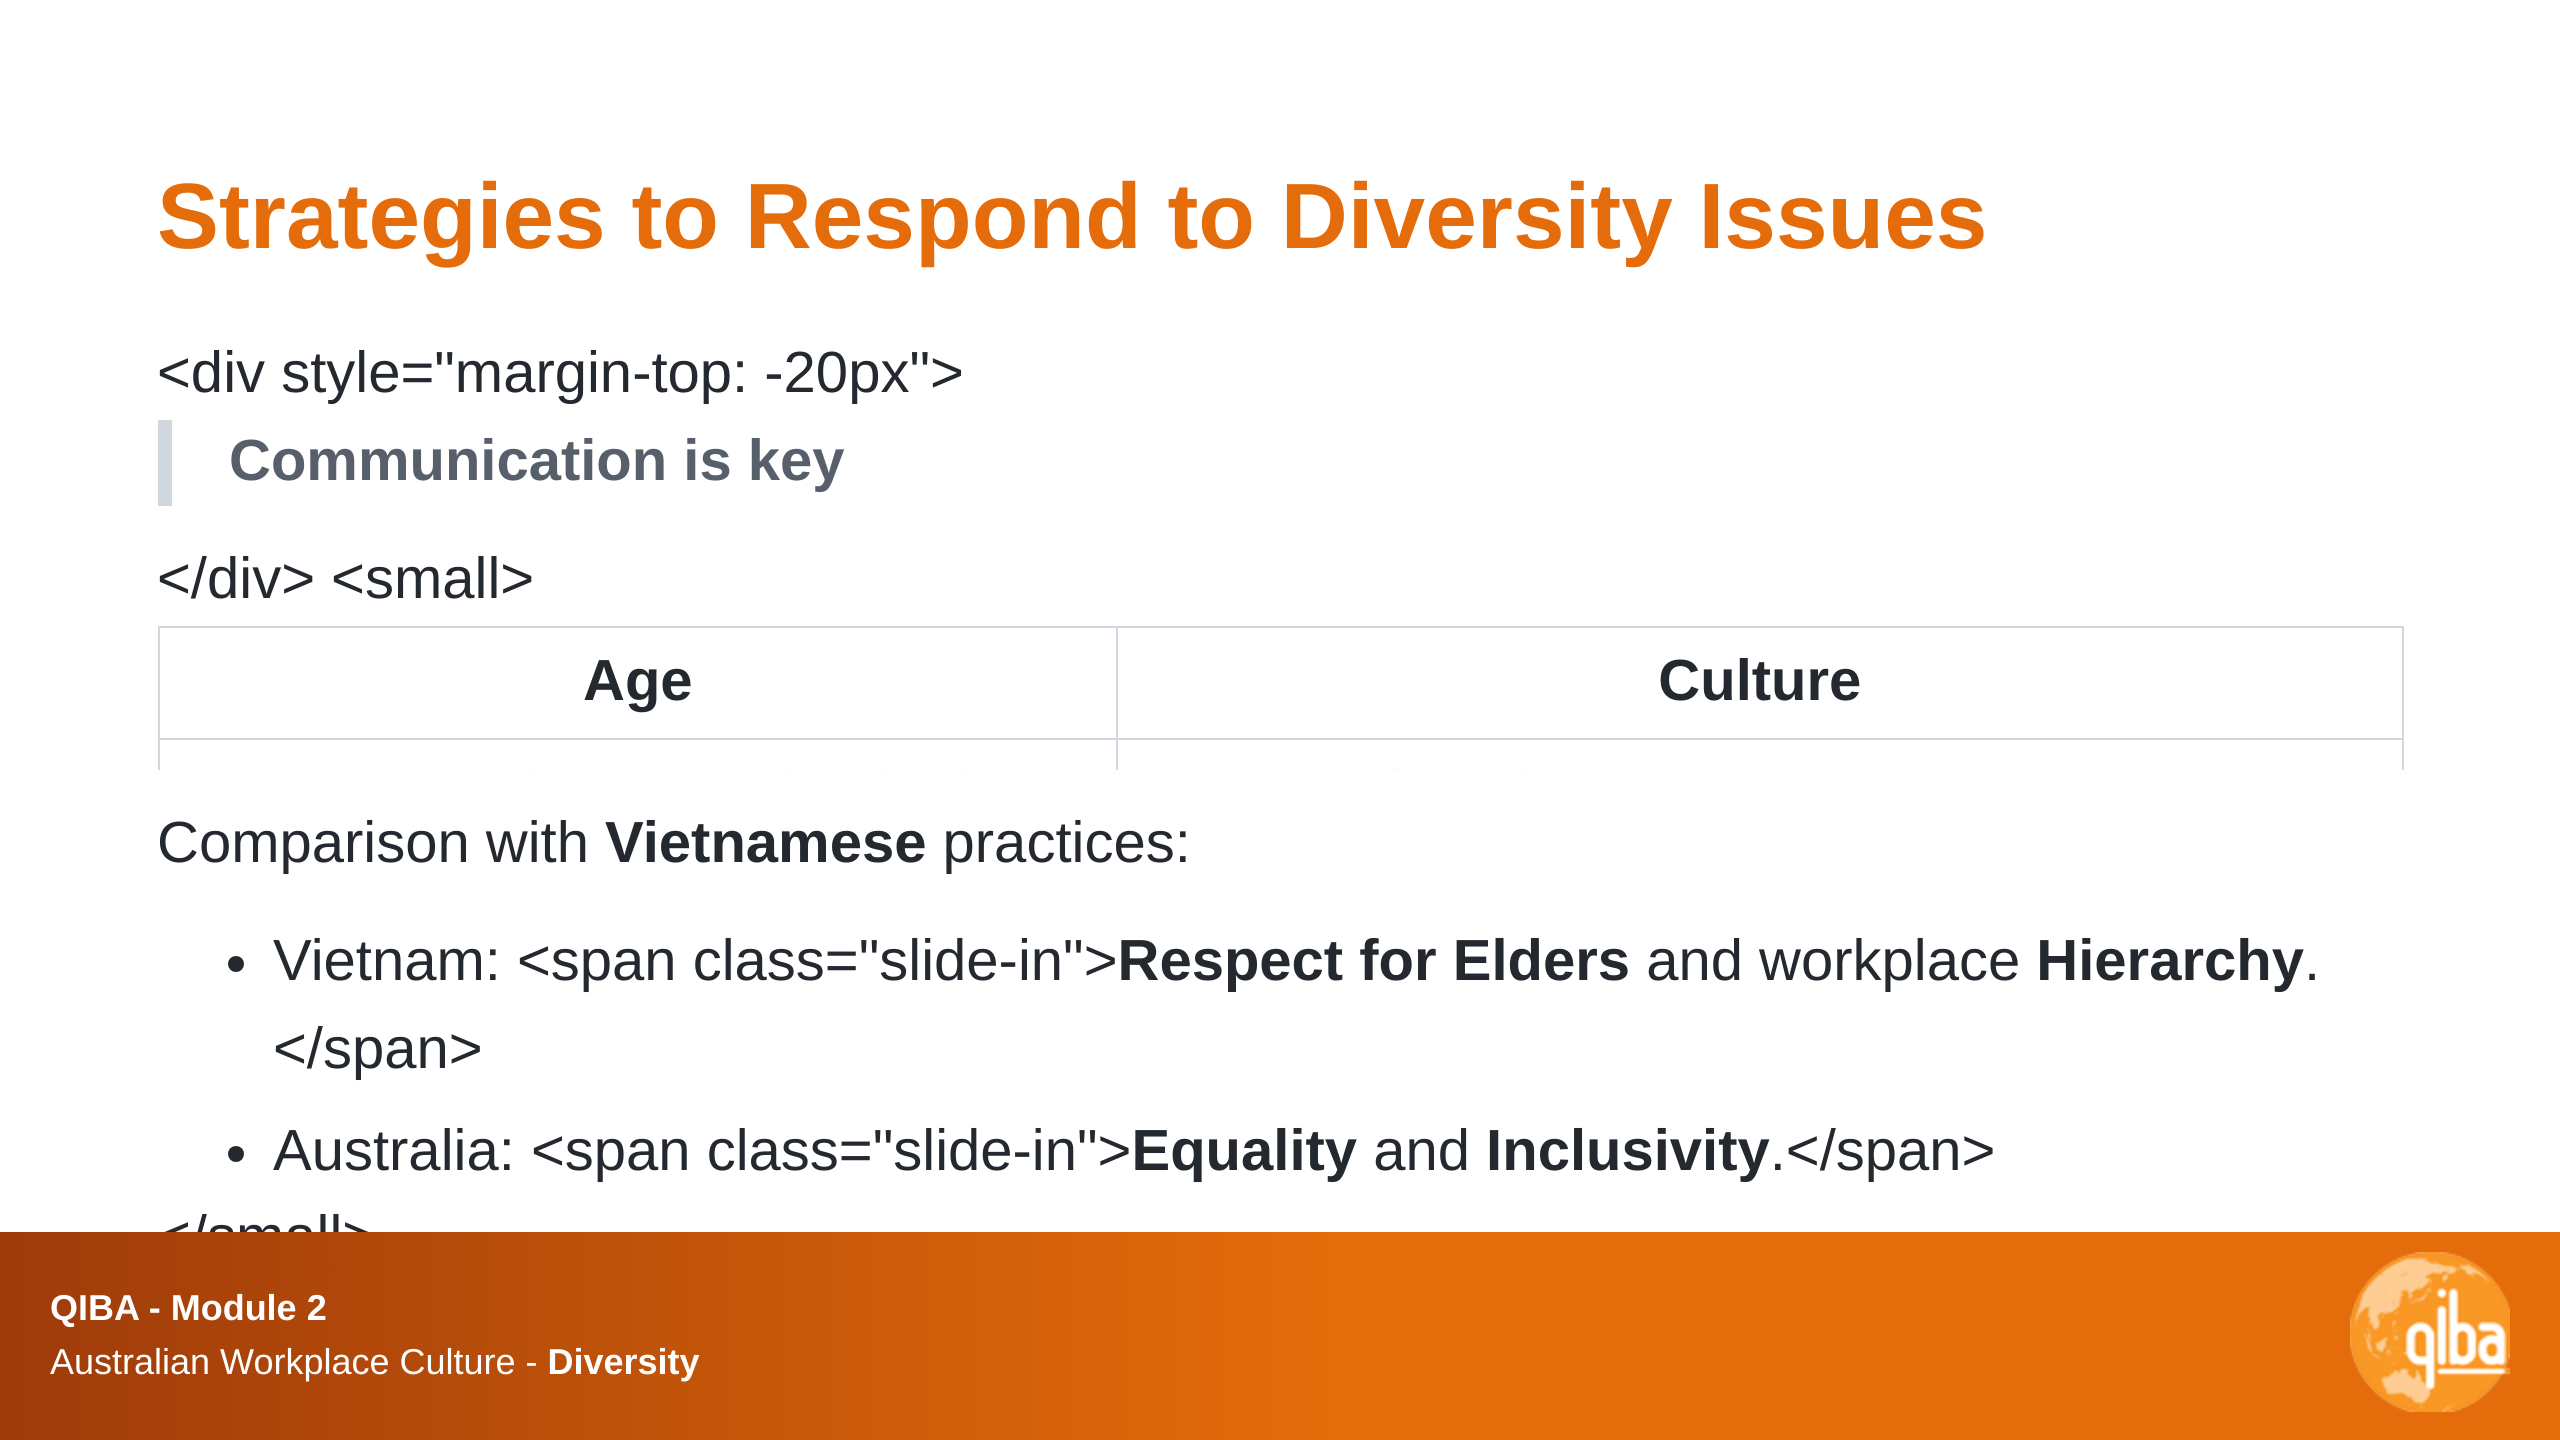 Strategies to Respond to Diversity Issues
<div style="margin-top: -20px">
Communication is key
</div> <small>
Age Culture
Comparison with Vietnamese practices:
• Vietnam: <span class="slide-in">Respect for Elders and workplace Hierarchy.
</span>
• Australia: <span class="slide-in">Equality and Inclusivity.</span>
</small>
QIBA - Module 2
Australian Workplace Culture - Diversity
qiba